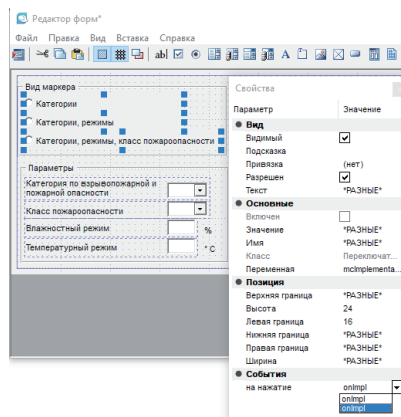 Редактор форм*
Файл Правка Вид Вставка Справка
ab| A
Вид маркера
Категории
Категории, режимы
Категории, режимы, класс пожароопасности
Параметры
Категория по взрывопожарной и
пожарной опасности
Класс пожароопасности
Влажностный режим %
Температурный режим ° С
Свойства
Параметр Значение
Вид
Видимый
Подсказка
Привязка (нет)
Разрешен
Текст *РАЗНЫЕ*
Основные
Включен
Значение *РАЗНЫЕ*
Имя *РАЗНЫЕ*
Класс Переключат...
Переменная mcImplementa...
Позиция
Верхняя граница *РАЗНЫЕ*
Высота 24
Левая граница 16
Нижняя граница *РАЗНЫЕ*
Правая граница *РАЗНЫЕ*
Ширина *РАЗНЫЕ*
События
на нажатие onImpl
onImpl
onImpl